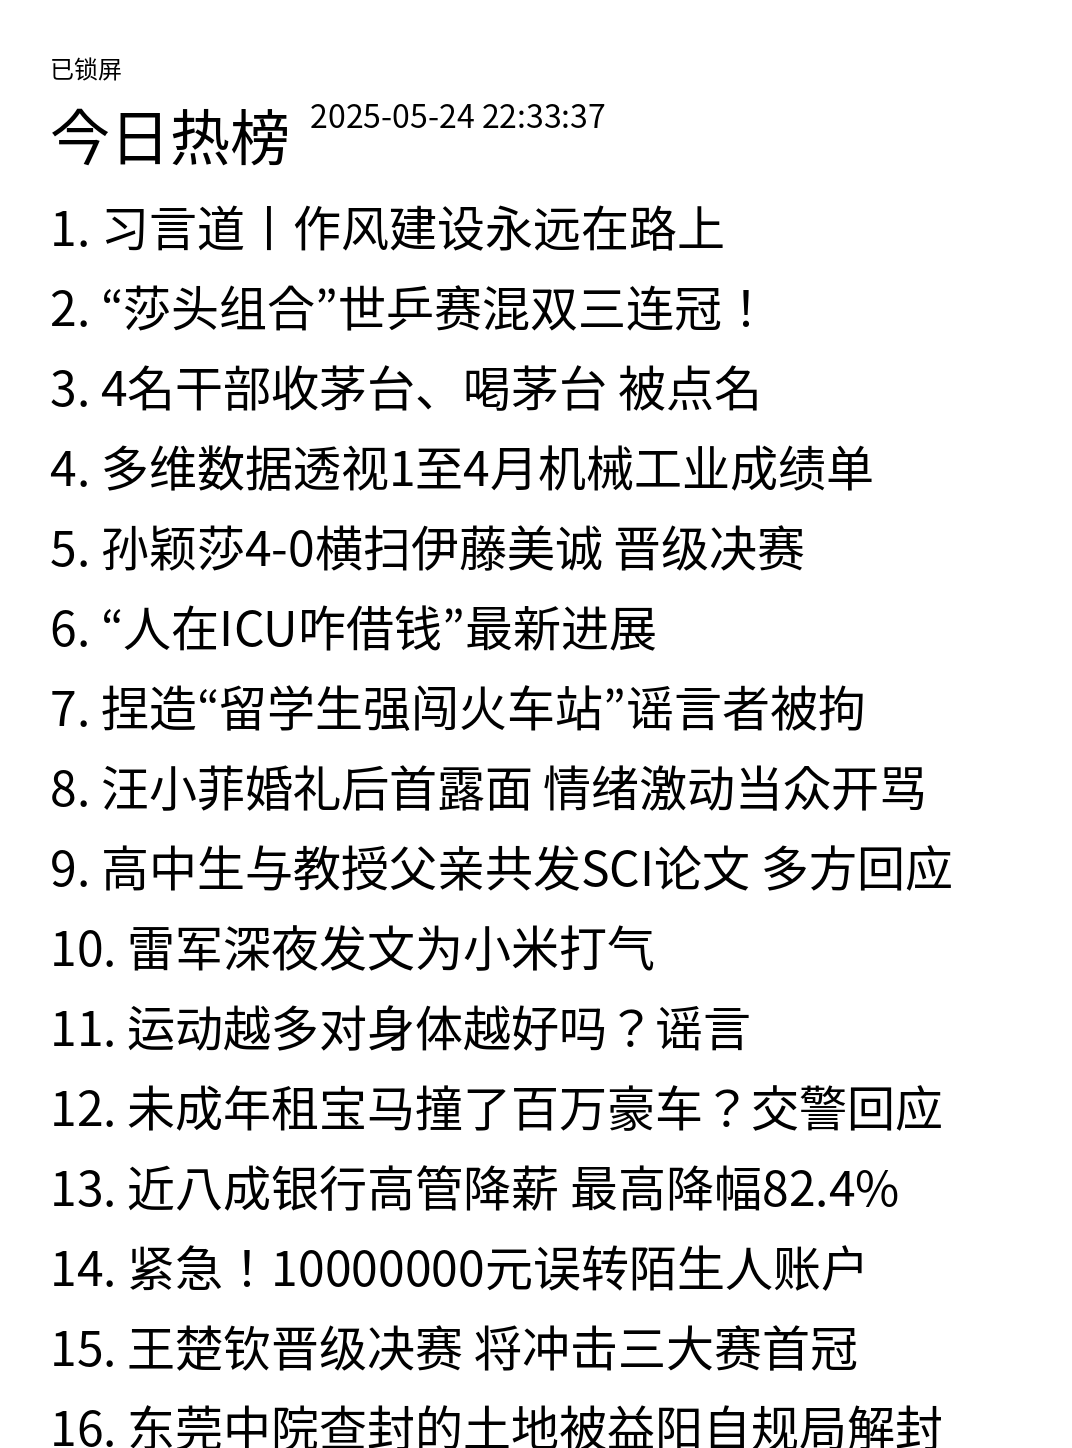 已锁屏
今日热榜 2025-05-24 22:33:37
1. 习言道丨作风建设永远在路上
2. “莎头组合”世乒赛混双三连冠！
3. 4名干部收茅台、喝茅台 被点名
4. 多维数据透视1至4月机械工业成绩单
5. 孙颖莎4-0横扫伊藤美诚 晋级决赛
6. “人在ICU咋借钱”最新进展
7. 捏造“留学生强闯火车站”谣言者被拘
8. 汪小菲婚礼后首露面 情绪激动当众开骂
9. 高中生与教授父亲共发SCI论文 多方回应
10. 雷军深夜发文为小米打气
11. 运动越多对身体越好吗？谣言
12. 未成年租宝马撞了百万豪车？交警回应
13. 近八成银行高管降薪 最高降幅82.4%
14. 紧急！10000000元误转陌生人账户
15. 王楚钦晋级决赛 将冲击三大赛首冠
16. 东莞中院查封的土地被益阳自规局解封